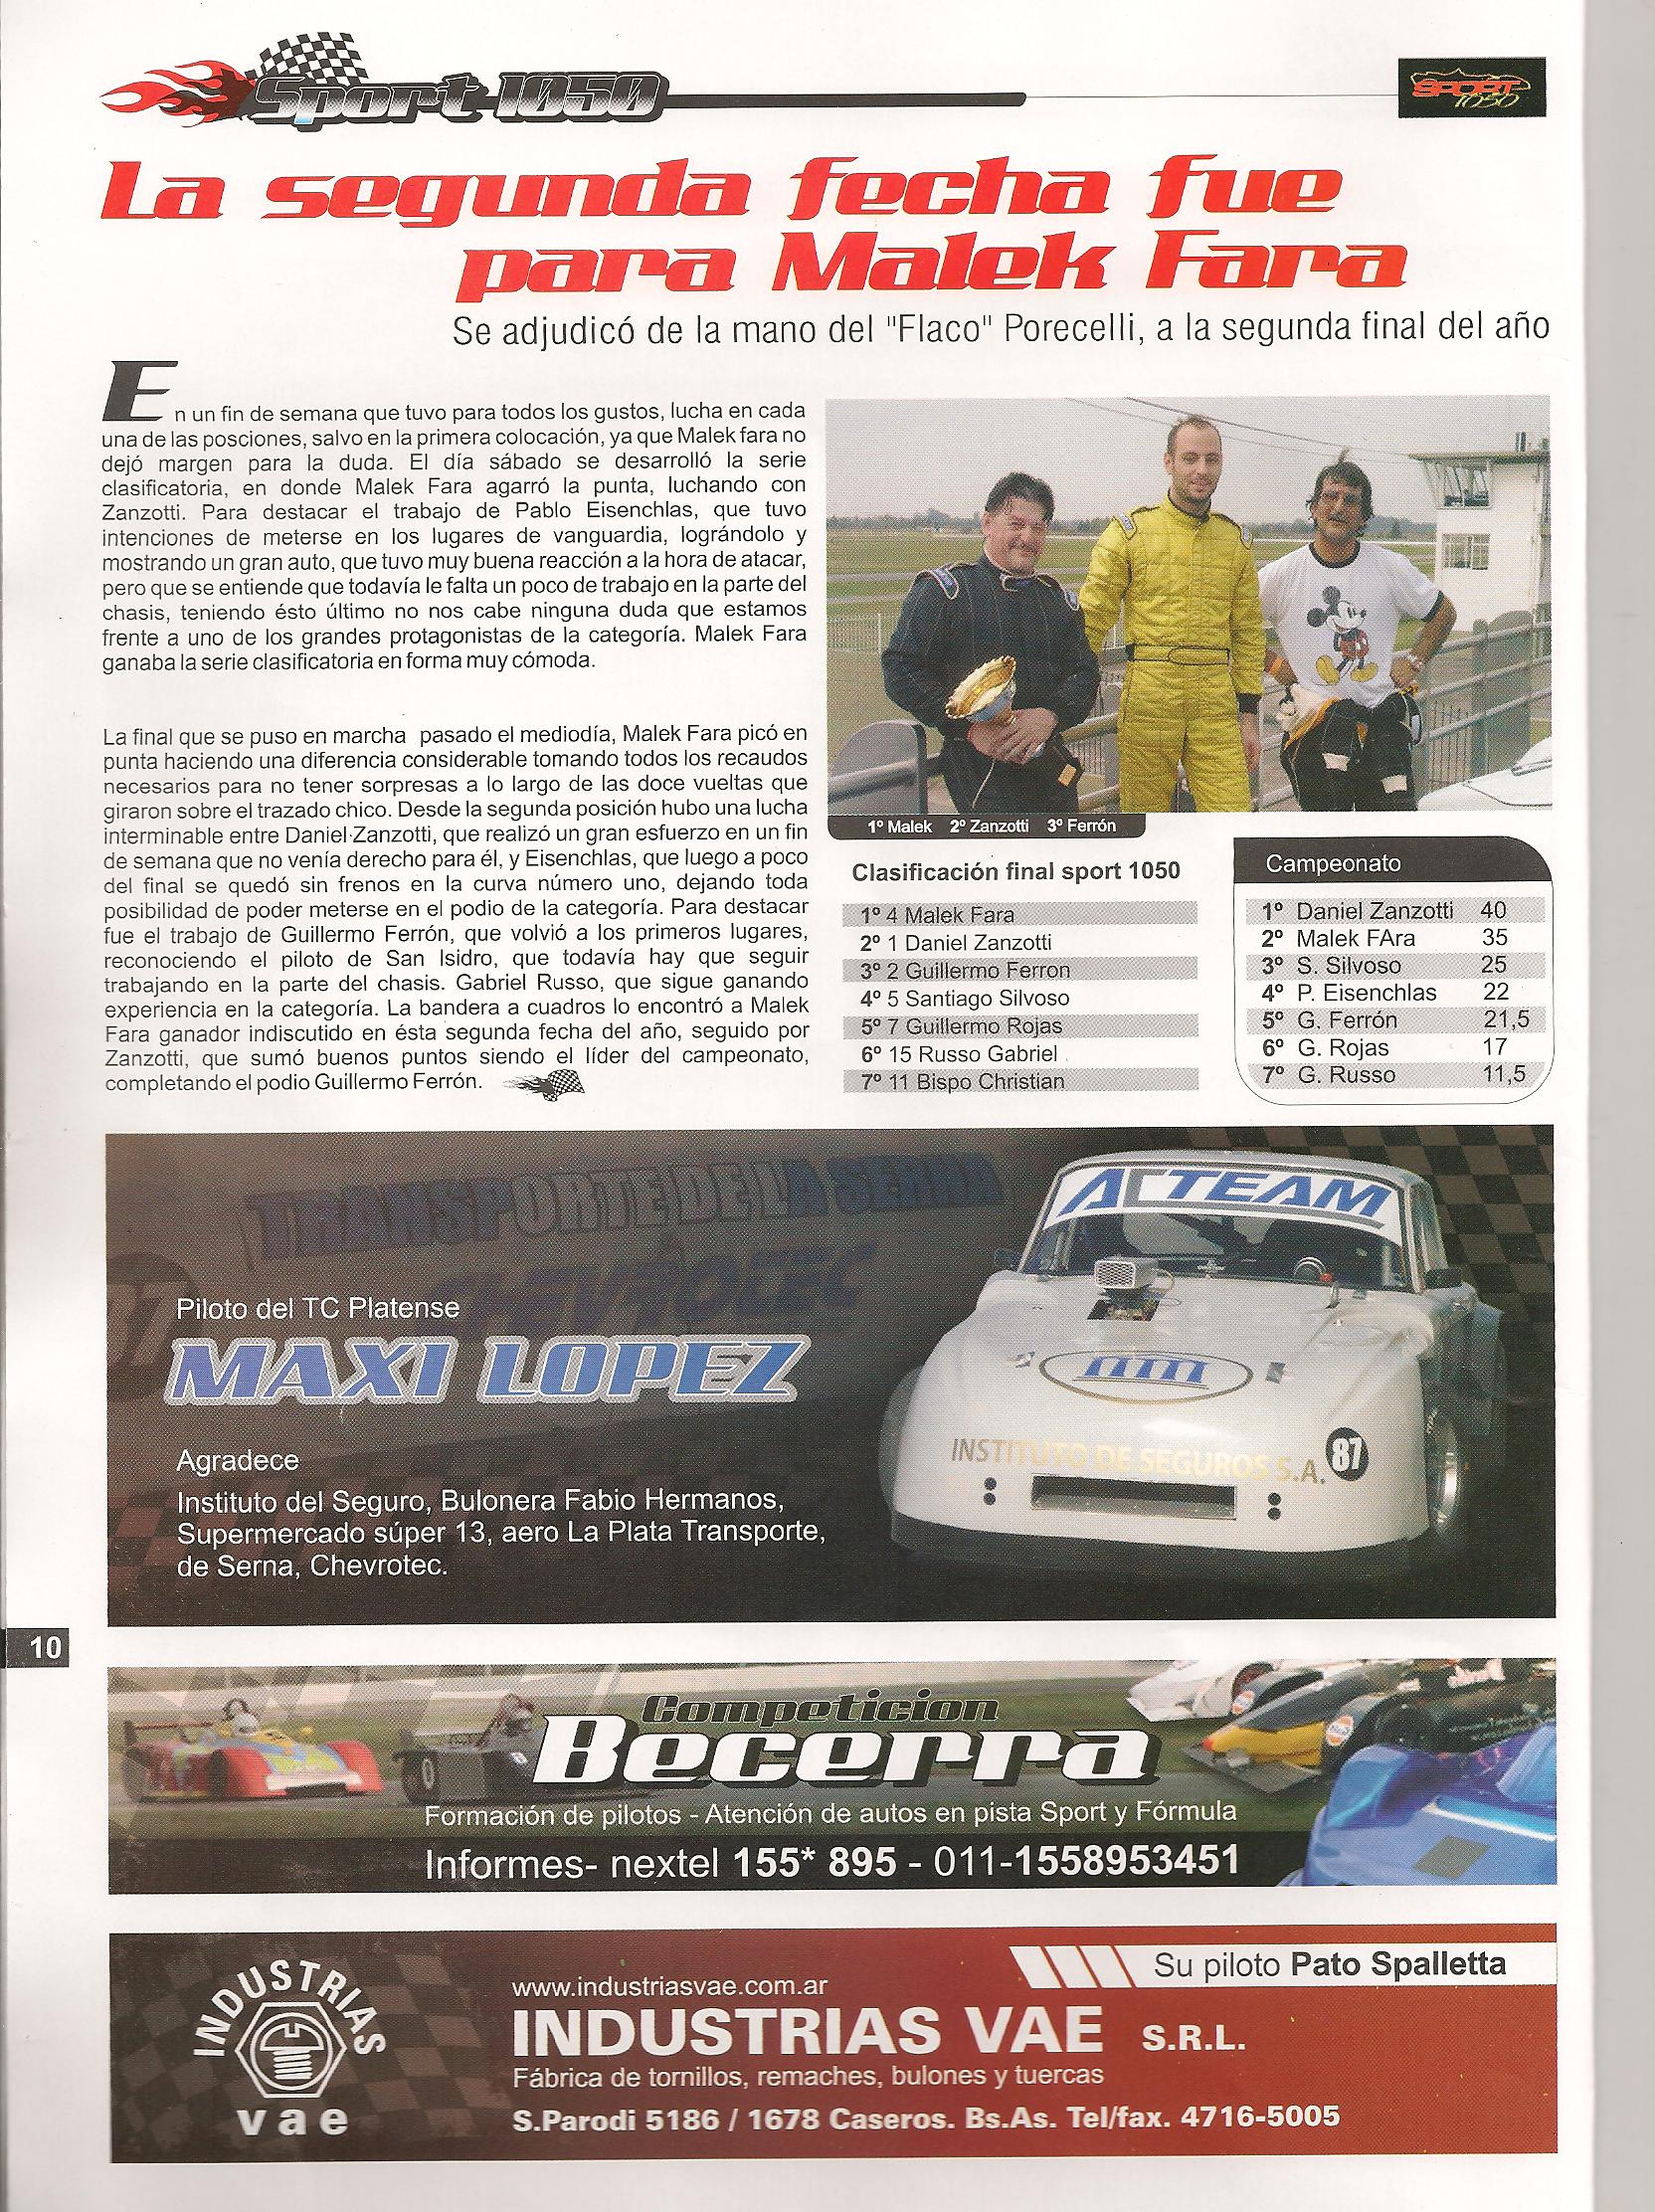 Sport 1050
SPORT
1050
La segunda fecha fue
para Malek Fara
Se adjudicó de la mano del "Flaco" Porecelli, a la segunda final del año
En un fin de semana que tuvo para todos los gustos, lucha en cada
una de las posciones, salvo en la primera colocación, ya que Malek fara no
dejó margen para la duda. El día sábado se desarrolló la serie
clasificatoria, en donde Malek Fara agarró la punta, luchando con
Zanzotti. Para destacar el trabajo de Pablo Eisenchlas, que tuvo
intenciones de meterse en los lugares de vanguardia, lográndolo y
mostrando un gran auto, que tuvo muy buena reacción a la hora de atacar,
pero que se entiende que todavía le falta un poco de trabajo en la parte del
chasis, teniendo ésto último no nos cabe ninguna duda que estamos
frente a uno de los grandes protagonistas de la categoría. Malek Fara
ganaba la serie clasificatoria en forma muy cómoda.
La final que se puso en marcha pasado el mediodía, Malek Fara picó en
punta haciendo una diferencia considerable tomando todos los recaudos
necesarios para no tener sorpresas a lo largo de las doce vueltas que
giraron sobre el trazado chico. Desde la segunda posición hubo una lucha
interminable entre Daniel Zanzotti, que realizó un gran esfuerzo en un fin
de semana que no venía derecho para él, y Eisenchlas, que luego a poco
del final se quedó sin frenos en la curva número uno, dejando toda
posibilidad de poder meterse en el podio de la categoría. Para destacar
fue el trabajo de Guillermo Ferrón, que volvió a los primeros lugares,
reconociendo el piloto de San Isidro, que todavía hay que seguir
trabajando en la parte del chasis. Gabriel Russo, que sigue ganando
experiencia en la categoría. La bandera a cuadros lo encontró a Malek
Fara ganador indiscutido en ésta segunda fecha del año, seguido por
Zanzotti, que sumó buenos puntos siendo el líder del campeonato,
completando el podio Guillermo Ferrón.
1º Malek 2º Zanzotti 3º Ferrón
Clasificación final sport 1050
1º 4 Malek Fara
2º 1 Daniel Zanzotti
3º 2 Guillermo Ferron
4º 5 Santiago Silvoso
5º 7 Guillermo Rojas
6º 15 Russo Gabriel
7º 11 Bispo Christian
Campeonato
1º Daniel Zanzotti 40
2º Malek FAra 35
3º S. Silvoso 25
4º P. Eisenchlas 22
5º G. Ferrón 21,5
6º G. Rojas 17
7º G. Russo 11,5
TRANSPORTE DE LA SERNA
CHEVROTEC
Piloto del TC Platense
MAXI LOPEZ
Agradece
Instituto del Seguro, Bulonera Fabio Hermanos,
Supermercado súper 13, aero La Plata Transporte,
de Serna, Chevrotec.
ACTEAM
INSTITUTO DE SEGUROS S.A.
87
10
Competicion
Becerra
0
Formación de pilotos - Atención de autos en pista Sport y Fórmula
Informes- nextel 155* 895 - 011-1558953451
INDUSTRIAS
vae
Su piloto Pato Spalletta
www.industriasvae.com.ar
INDUSTRIAS VAE S.R.L.
Fábrica de tornillos, remaches, bulones y tuercas
S.Parodi 5186 / 1678 Caseros. Bs.As. Tel/fax. 4716-5005